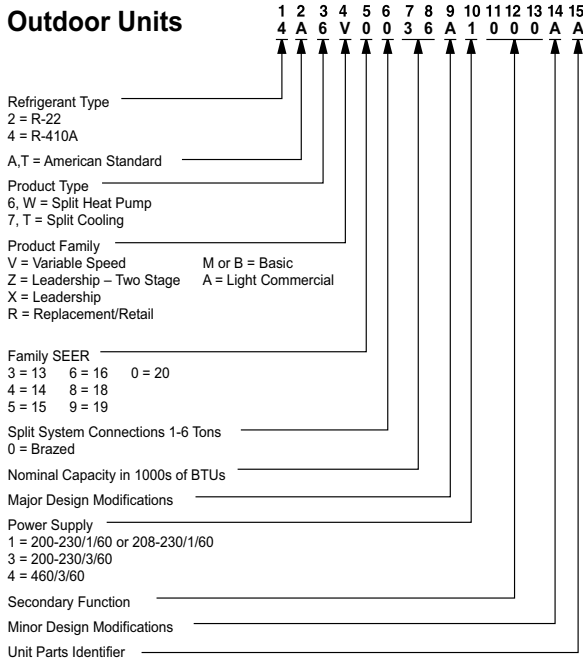 Outdoor Units
1 2 3 4 5 6 7 8 9 10 11 12 13 14 15
4 A 6 V 0 0 3 6 A 1 0 0 0 A A
Refrigerant Type
2 = R-22
4 = R-410A
A,T = American Standard
Product Type
6, W = Split Heat Pump
7, T = Split Cooling
Product Family
V = Variable Speed M or B = Basic
Z = Leadership – Two Stage A = Light Commercial
X = Leadership
R = Replacement/Retail
Family SEER
3 = 13 6 = 16 0 = 20
4 = 14 8 = 18
5 = 15 9 = 19
Split System Connections 1-6 Tons
0 = Brazed
Nominal Capacity in 1000s of BTUs
Major Design Modifications
Power Supply
1 = 200-230/1/60 or 208-230/1/60
3 = 200-230/3/60
4 = 460/3/60
Secondary Function
Minor Design Modifications
Unit Parts Identifier